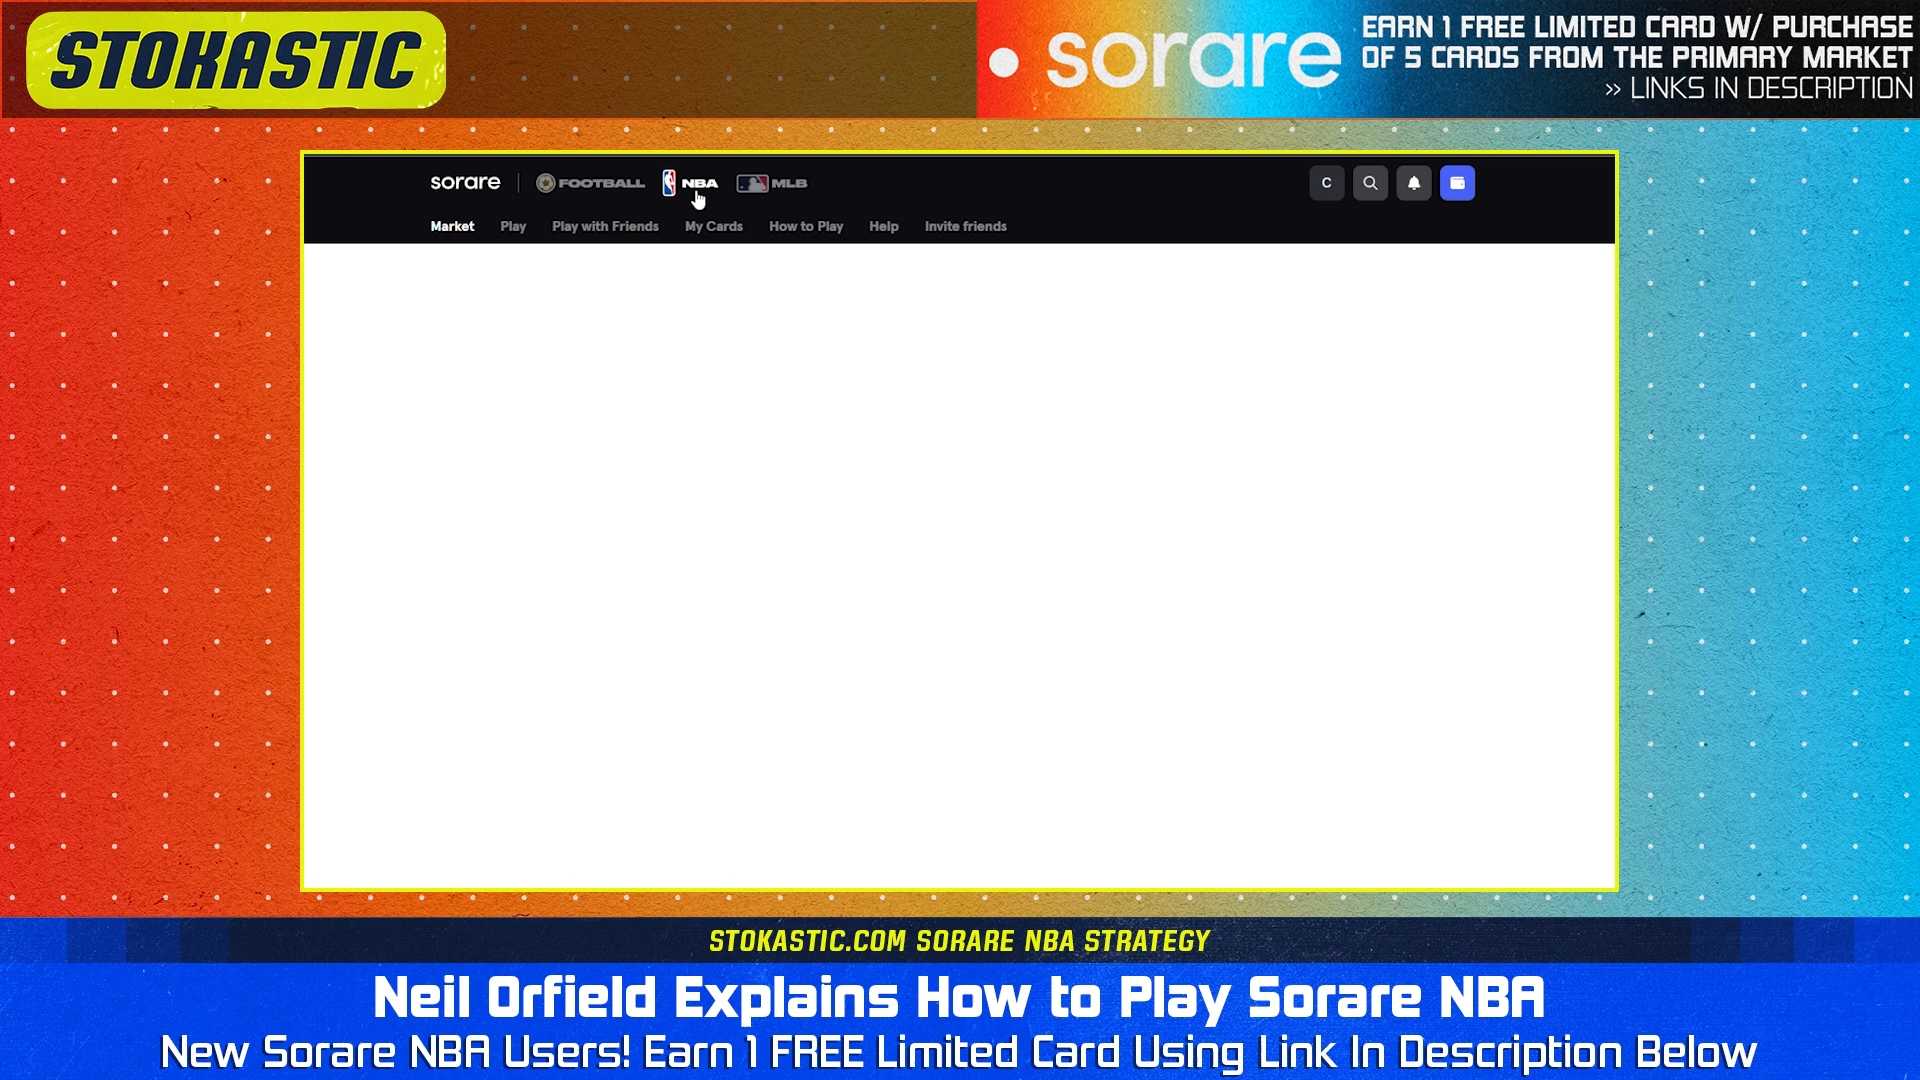 STOKASTIC
sorare
EARN 1 FREE LIMITED CARD W/ PURCHASE
OF 5 CARDS FROM THE PRIMARY MARKET
>> LINKS IN DESCRIPTION
sorare FOOTBALL NBA MLB C
Market Play Play with Friends My Cards How to Play Help Invite friends
STOKASTIC.COM SORARE NBA STRATEGY
Neil Orfield Explains How to Play Sorare NBA
New Sorare NBA Users! Earn 1 FREE Limited Card Using Link In Description Below